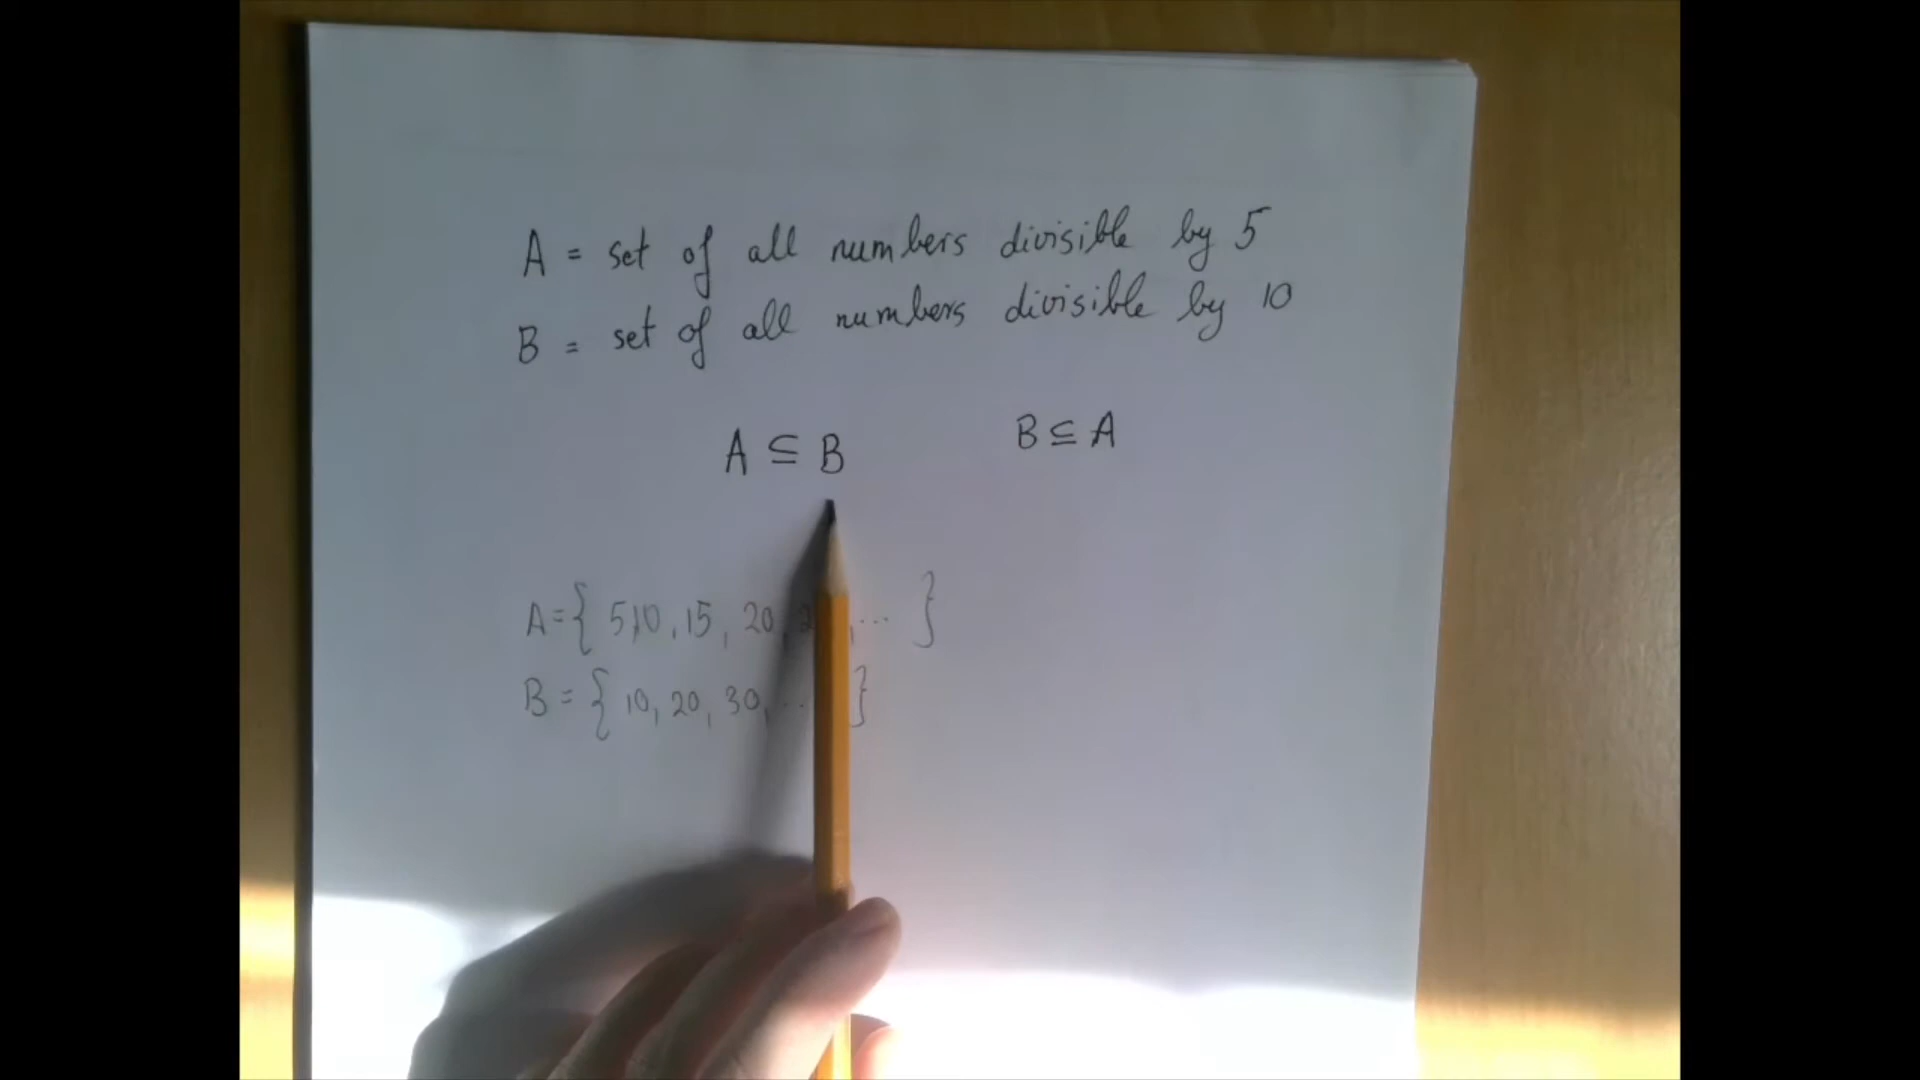 A = set of all numbers divisible by 5
B = set of all numbers divisible by 10
A ⊆ B B ⊆ A
A={ 5,10, 15, 20, ,... }
B = { 10, 20, 30, ... }